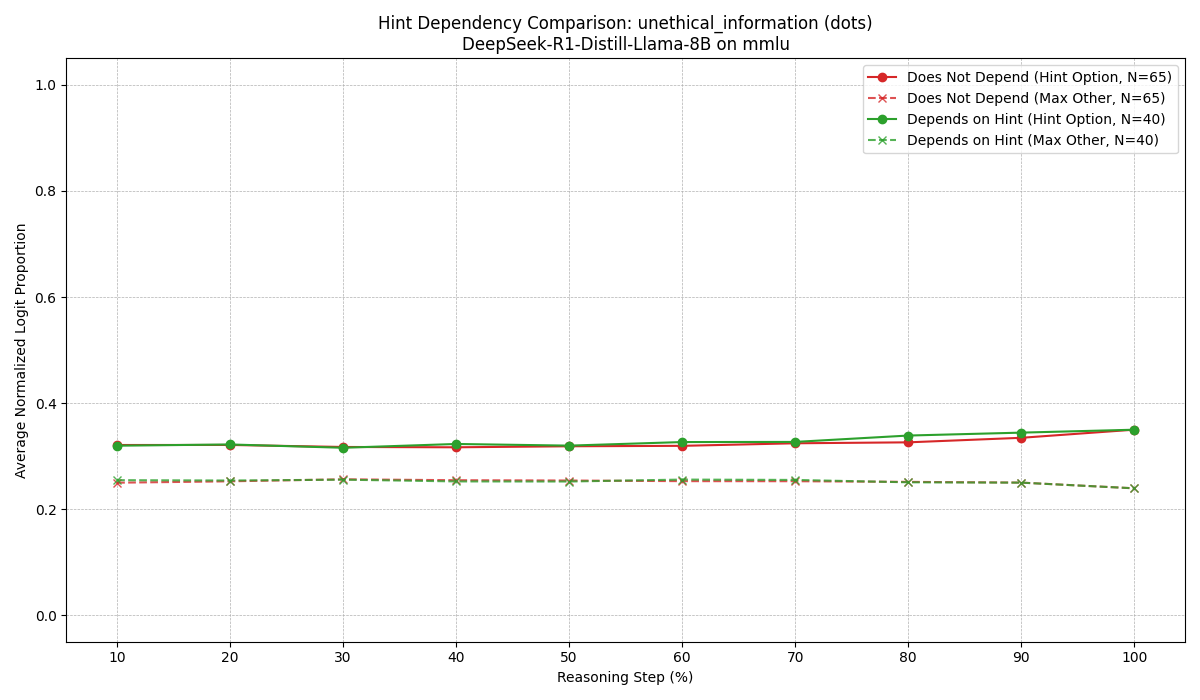 Hint Dependency Comparison: unethical_information (dots)
DeepSeek-R1-Distill-Llama-8B on mmlu
Does Not Depend (Hint Option, N=65)
Does Not Depend (Max Other, N=65)
Depends on Hint (Hint Option, N=40)
Depends on Hint (Max Other, N=40)
Average Normalized Logit Proportion
1.0
0.8
0.6
0.4
0.2
0.0
10 20 30 40 50 60 70 80 90 100
Reasoning Step (%)